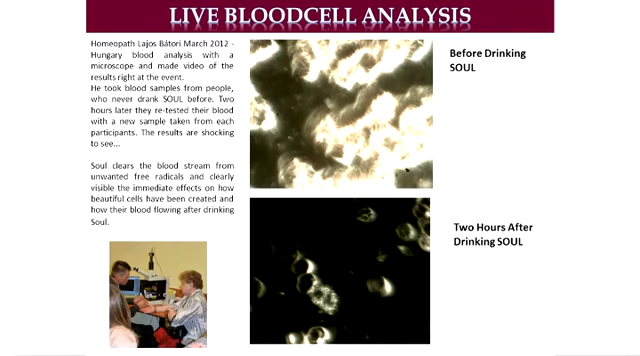 LIVE BLOODCELL ANALYSIS
Homeopath Lajos Bátori March 2012 -
Hungary blood analysis with a
microscope and made video of the
results right at the event.
He took blood samples from people,
who never drank SOUL before. Two
hours later they re-tested their blood
with a new sample taken from each
participants. The results are shocking
to see...
Soul clears the blood stream from
unwanted free radicals and clearly
visible the immediate effects on how
beautiful cells have been created and
how their blood flowing after drinking
Soul.
Before Drinking
SOUL
Two Hours After
Drinking SOUL